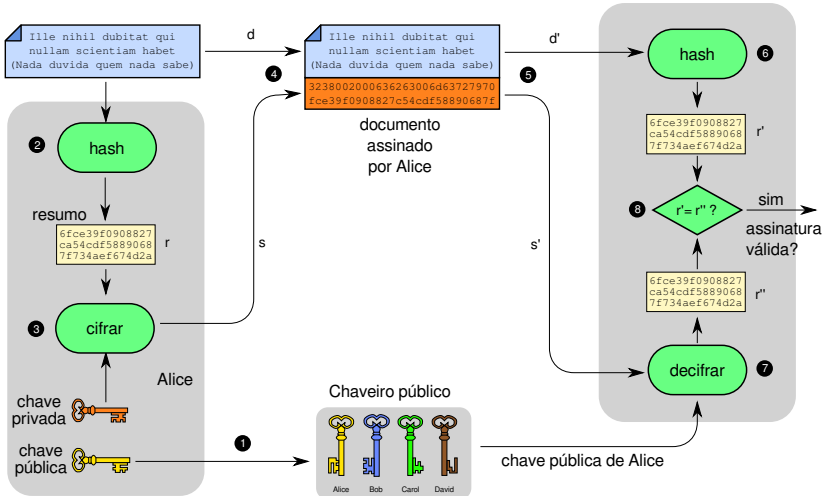 Ille nihil dubitat qui
nullam scientiam habet
(Nada duvida quem nada sabe)
d
Ille nihil dubitat qui
nullam scientiam habet
(Nada duvida quem nada sabe)
3238002000636263006d63727970
fce39f0908827c54cdf58890687f
documento
assinado
por Alice
d'
4
5
6
hash
6fce39f0908827
ca54cdf5889068
7f734aef674d2a
r'
8
r'= r'' ?
sim
assinatura
válida?
6fce39f0908827
ca54cdf5889068
7f734aef674d2a
r''
decifrar
7
2
hash
resumo
6fce39f0908827
ca54cdf5889068
7f734aef674d2a
r
s
s'
3
cifrar
Alice
chave
privada
chave
pública
1
Chaveiro público
Alice
Bob
Carol
David
chave pública de Alice